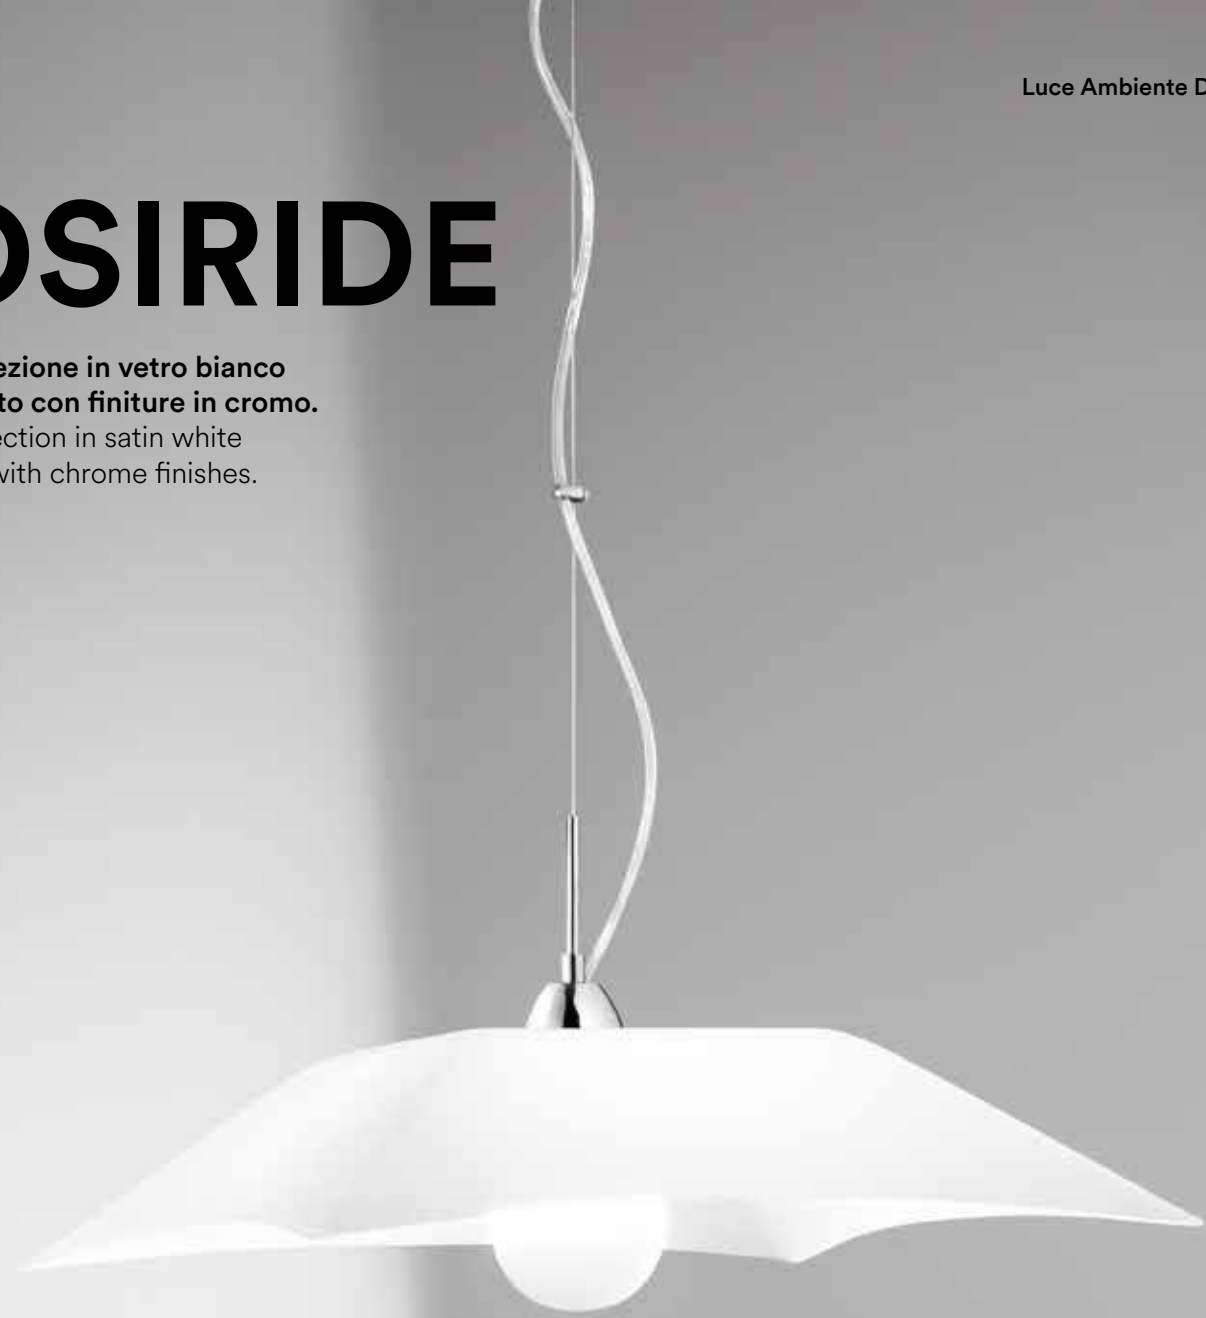 Luce Ambiente D
OSIRIDE
ezione in vetro bianco
to con finiture in cromo.
ection in satin white
with chrome finishes.